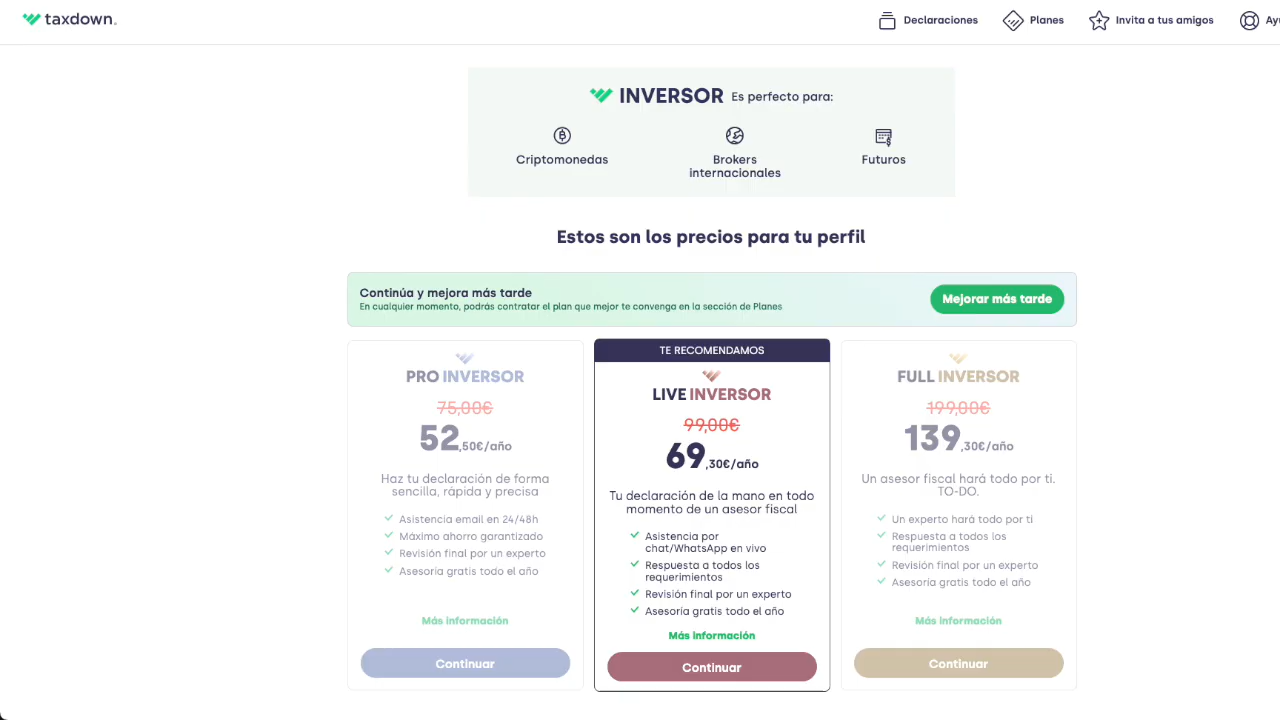 taxdown.
Declaraciones
Planes
Invita a tus amigos
INVERSOR Es perfecto para:
Criptomonedas
Brokers
internacionales
Futuros
Estos son los precios para tu perfil
Continúa y mejora más tarde
En cualquier momento, podrás contratar el plan que mejor te convenga en la sección de Planes
Mejorar más tarde
PRO INVERSOR
75,00€
52,50€/año
Haz tu declaración de forma
sencilla, rápida y precisa
Asistencia email en 24/48h
Máximo ahorro garantizado
Revisión final por un experto
Asesoría gratis todo el año
Más información
Continuar
TE RECOMENDAMOS
LIVE INVERSOR
99,00€
69,30€/año
Tu declaración de la mano en todo
momento de un asesor fiscal
Asistencia por
chat/WhatsApp en vivo
Respuesta a todos los
requerimientos
Revisión final por un experto
Asesoría gratis todo el año
Más información
Continuar
FULL INVERSOR
199,00€
139,30€/año
Un asesor fiscal hará todo por ti.
TO-DO.
Un experto hará todo por ti
Respuesta a todos los
requerimientos
Revisión final por un experto
Asesoría gratis todo el año
Más información
Continuar